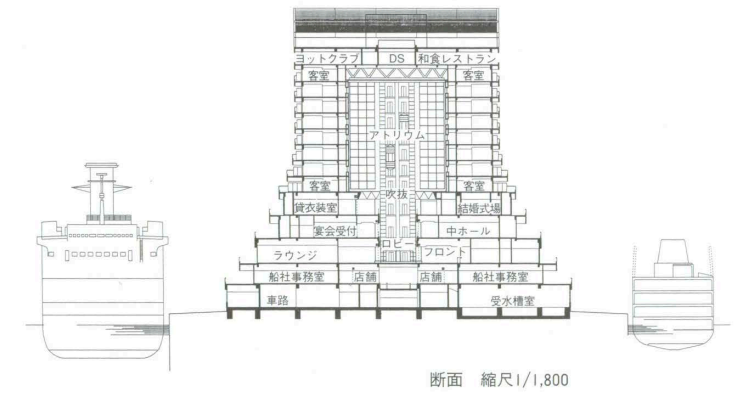 ヨットクラブ DS 和食レストラン
客室 客室
アトリウム
客室 吹抜 客室
貸衣装室 結婚式場
宴会受付 中ホール
ラウンジ ロビー フロント
船社事務室 店舗 店舗 船社事務室
車路 受水槽室
断面 縮尺1/1,800